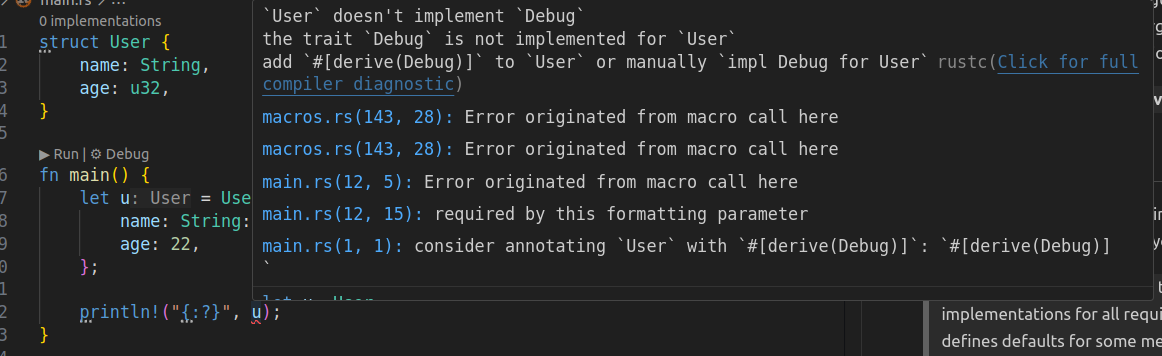 main.rs > ...
0 implementations
1 struct User {
2 name: String,
3 age: u32,
4 }
5
▶ Run | ⚙ Debug
6 fn main() {
7 let u: User = Use
8 name: String:
9 age: 22,
0 };
1
2 println!("{:?}", u);
3 }
`User` doesn't implement `Debug`
the trait `Debug` is not implemented for `User`
add `#[derive(Debug)]` to `User` or manually `impl Debug for User` rustc(Click for full
compiler diagnostic)
macros.rs(143, 28): Error originated from macro call here
macros.rs(143, 28): Error originated from macro call here
main.rs(12, 5): Error originated from macro call here
main.rs(12, 15): required by this formatting parameter
main.rs(1, 1): consider annotating `User` with `#[derive(Debug)]`: `#[derive(Debug)]
`
let u: User
implementations for all requi
defines defaults for some me